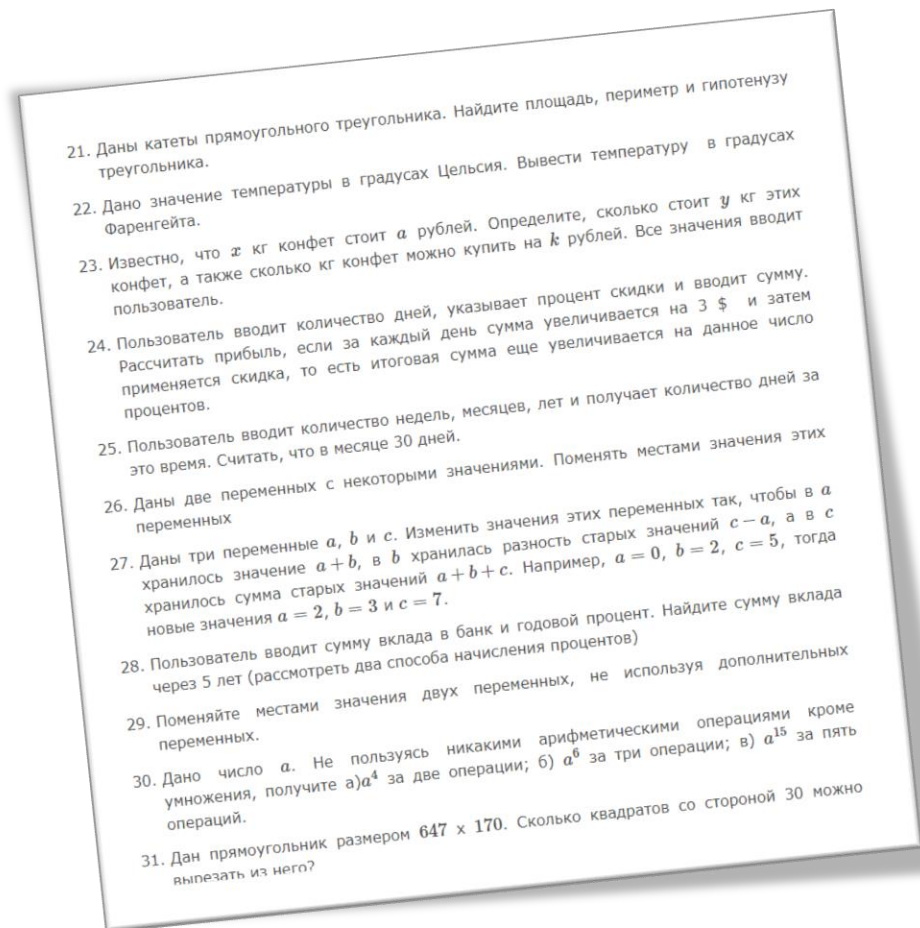 21. Даны катеты прямоугольного треугольника. Найдите площадь, периметр и гипотенузу
треугольника.
22. Дано значение температуры в градусах Цельсия. Вывести температуру в градусах
Фаренгейта.
23. Известно, что x кг конфет стоит a рублей. Определите, сколько стоит y кг этих
конфет, а также сколько кг конфет можно купить на k рублей. Все значения вводит
пользователь.
24. Пользователь вводит количество дней, указывает процент скидки и вводит сумму.
Рассчитать прибыль, если за каждый день сумма увеличивается на 3 $ и затем
применяется скидка, то есть итоговая сумма еще увеличивается на данное число
процентов.
25. Пользователь вводит количество недель, месяцев, лет и получает количество дней за
это время. Считать, что в месяце 30 дней.
26. Даны две переменных с некоторыми значениями. Поменять местами значения этих
переменных
27. Даны три переменные a, b и c. Изменить значения этих переменных так, чтобы в a
хранилось значение a + b, в b хранилась разность старых значений c − a, а в c
хранилось сумма старых значений a + b + c. Например, a = 0, b = 2, c = 5, тогда
новые значения a = 2, b = 3 и c = 7.
28. Пользователь вводит сумму вклада в банк и годовой процент. Найдите сумму вклада
через 5 лет (рассмотреть два способа начисления процентов)
29. Поменяйте местами значения двух переменных, не используя дополнительных
переменных.
30. Дано число a. Не пользуясь никакими арифметическими операциями кроме
умножения, получите а)a⁴ за две операции; б) a⁶ за три операции; в) a¹⁵ за пять
операций.
31. Дан прямоугольник размером 647 x 170. Сколько квадратов со стороной 30 можно
вырезать из него?